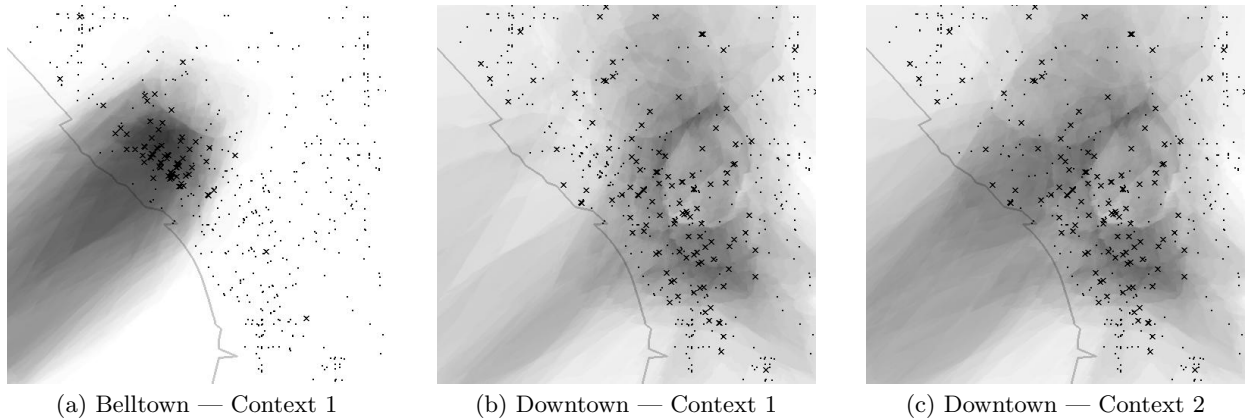 (a) Belltown — Context 1
(b) Downtown — Context 1
(c) Downtown — Context 2